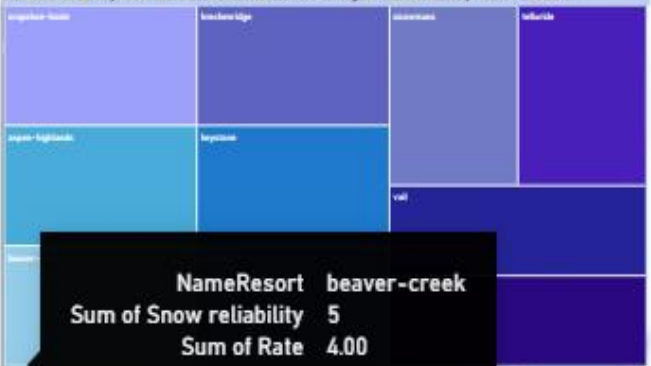 arapahoe-basin
breckenridge
snowmass
telluride
aspen-highlands
keystone
vail
NameResort beaver-creek
Sum of Snow reliability 5
Sum of Rate 4.00